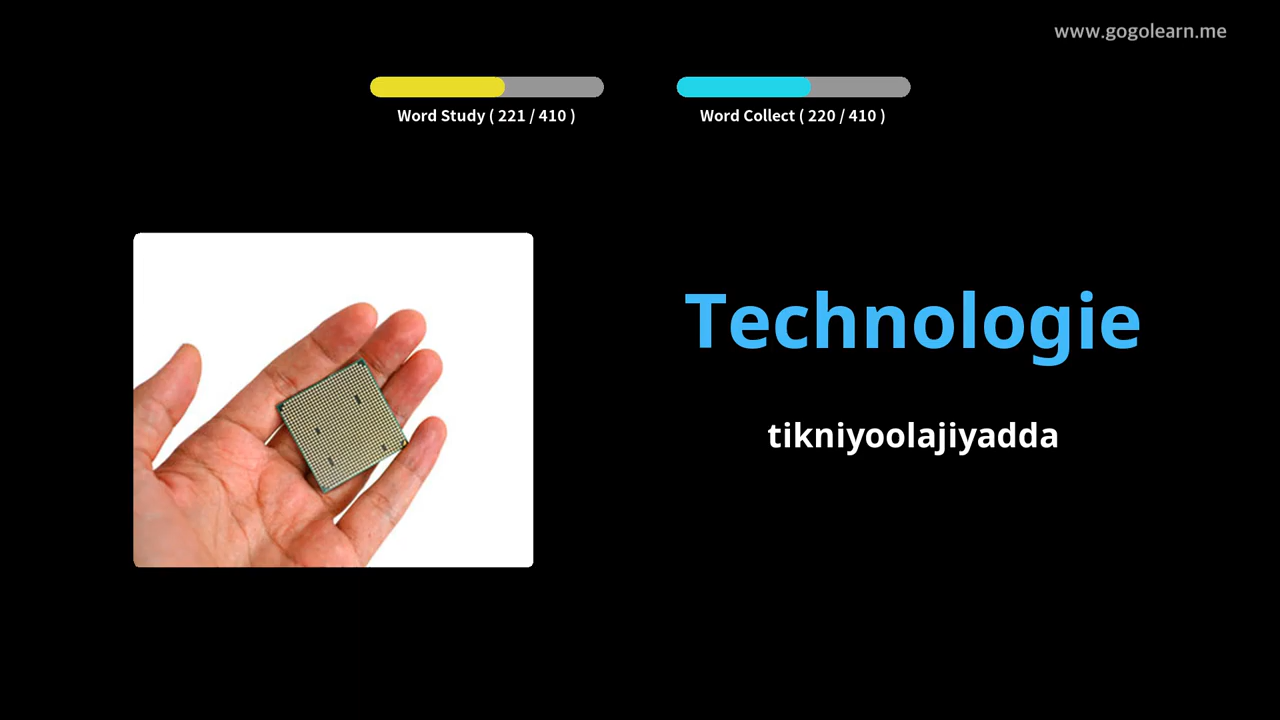 www.gogolearn.me
Word Study ( 221 / 410 )
Word Collect ( 220 / 410 )
Technologie
tikniyoolajiyadda